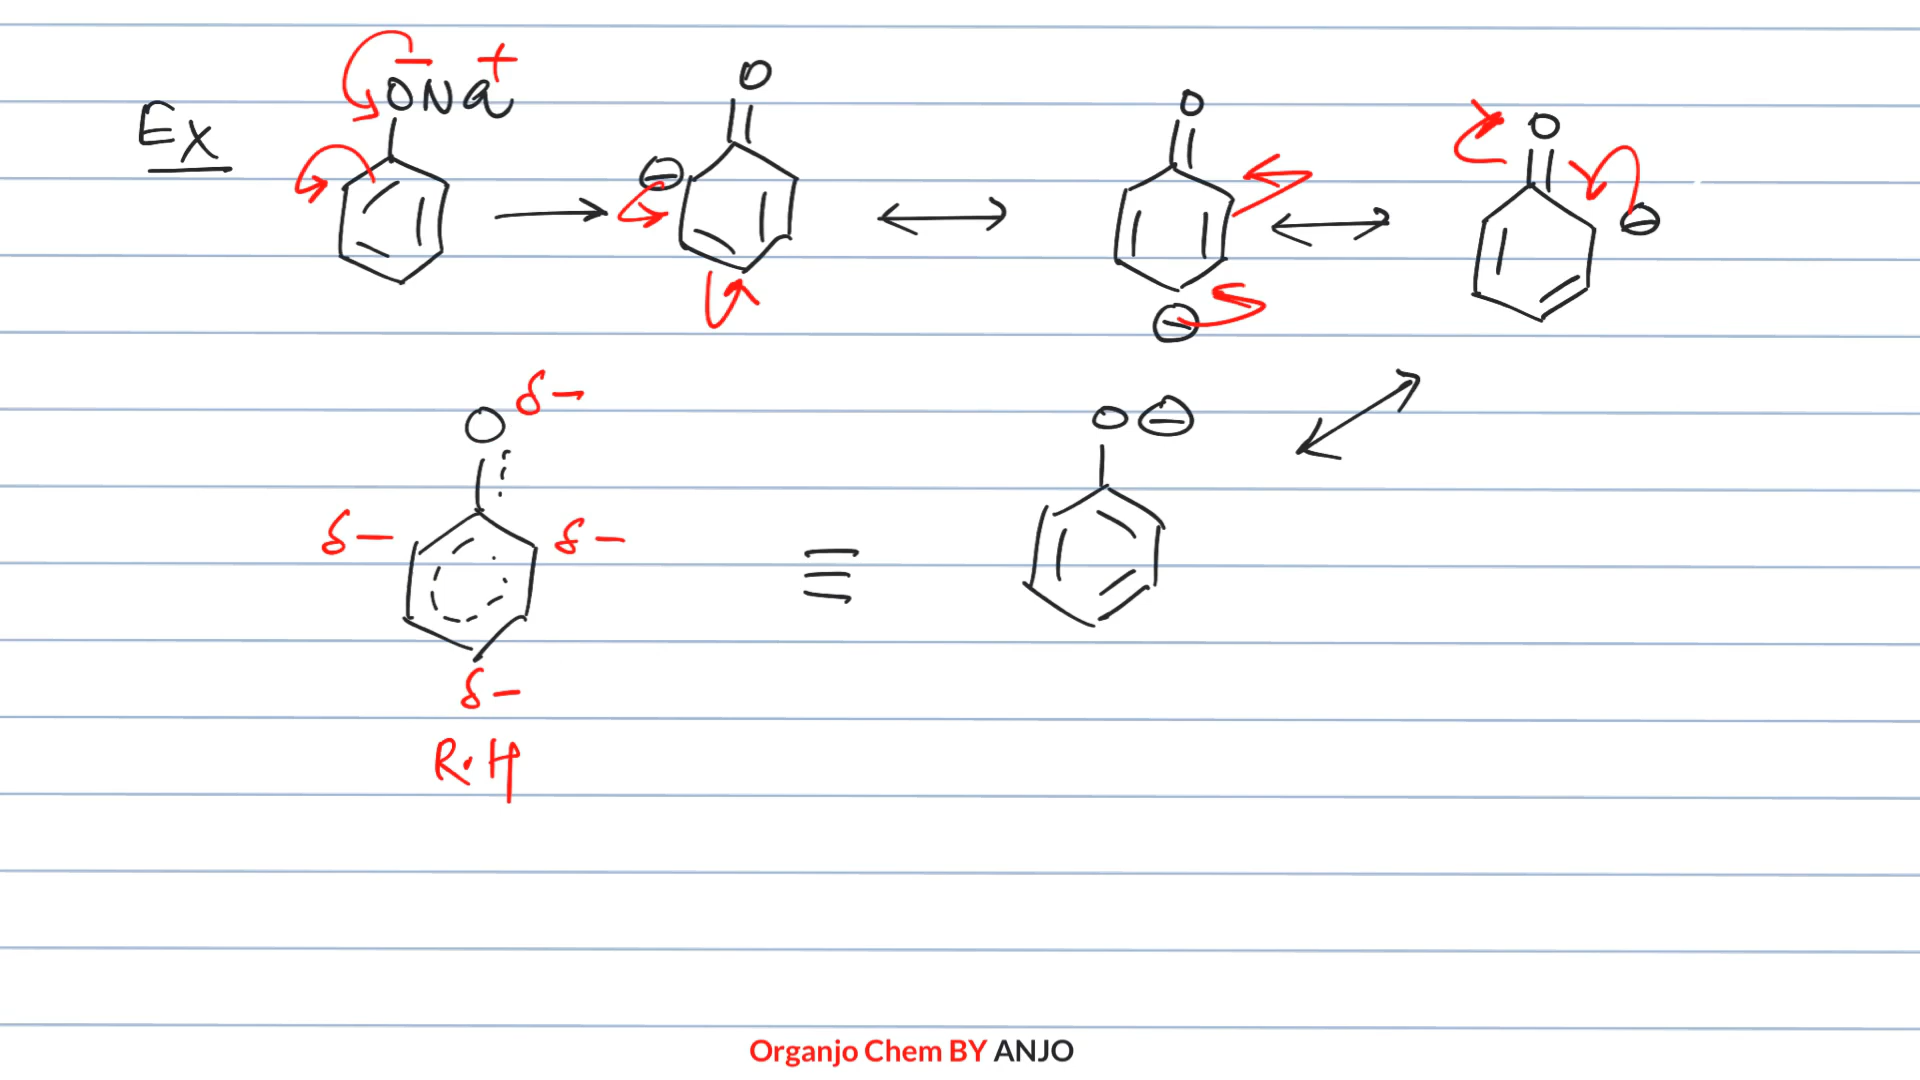 Ex
− +
ONa
O
⊖
O
⊖
O
⊖
O δ−
δ− δ−
δ−
R.H
≡
O ⊖
Organjo Chem BY ANJO